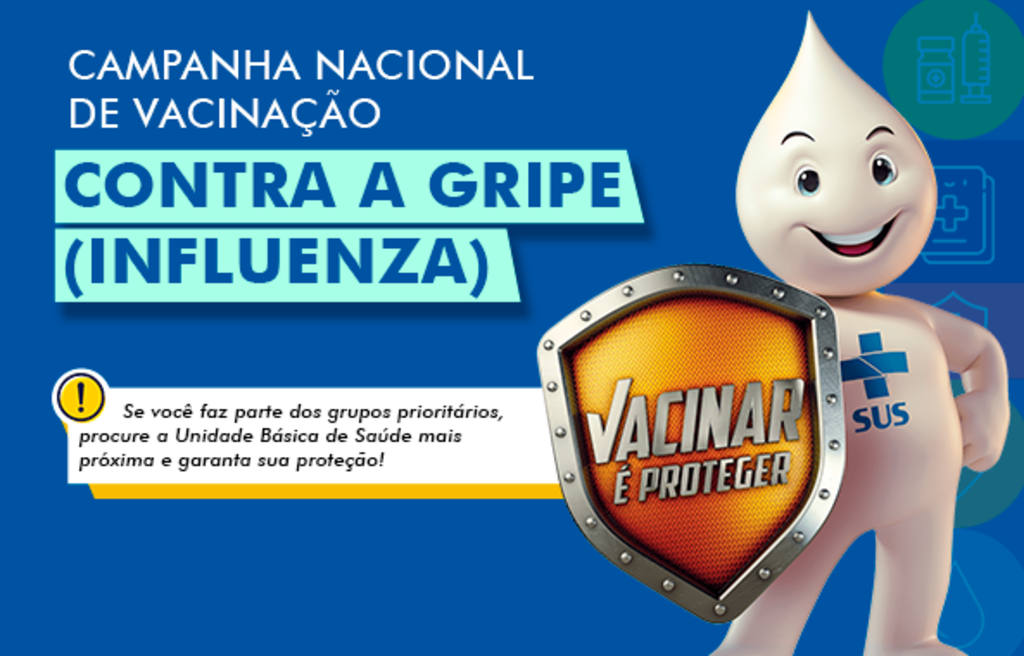 CAMPANHA NACIONAL
DE VACINAÇÃO
CONTRA A GRIPE
(INFLUENZA)
! Se você faz parte dos grupos prioritários,
procure a Unidade Básica de Saúde mais
próxima e garanta sua proteção!
VACINAR
É PROTEGER
SUS